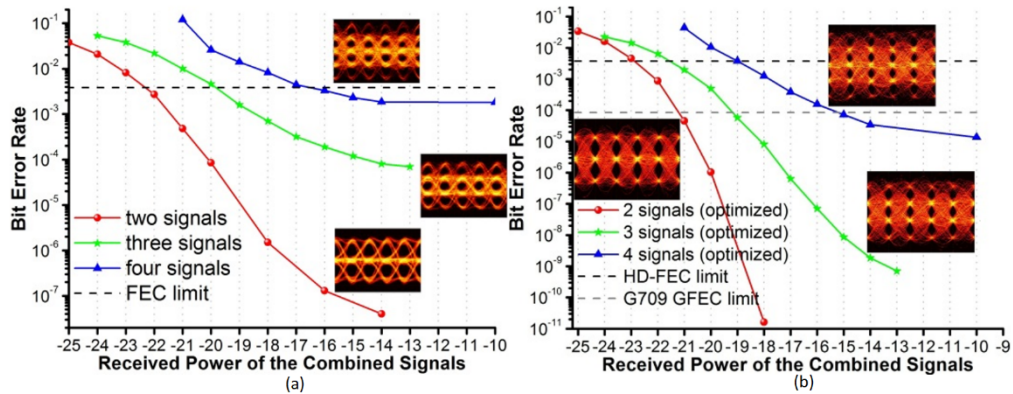 10⁻¹
10⁻²
10⁻³
10⁻⁴
10⁻⁵
10⁻⁶
10⁻⁷
Bit Error Rate
two signals
three signals
four signals
FEC limit
-25 -24 -23 -22 -21 -20 -19 -18 -17 -16 -15 -14 -13 -12 -11 -10
Received Power of the Combined Signals
(a)
10⁻¹
10⁻²
10⁻³
10⁻⁴
10⁻⁵
10⁻⁶
10⁻⁷
10⁻⁸
10⁻⁹
10⁻¹⁰
10⁻¹¹
Bit Error Rate
2 signals (optimized)
3 signals (optimized)
4 signals (optimized)
HD-FEC limit
G709 GFEC limit
-25 -24 -23 -22 -21 -20 -19 -18 -17 -16 -15 -14 -13 -12 -11 -10 -9
Received Power of the Combined Signals
(b)